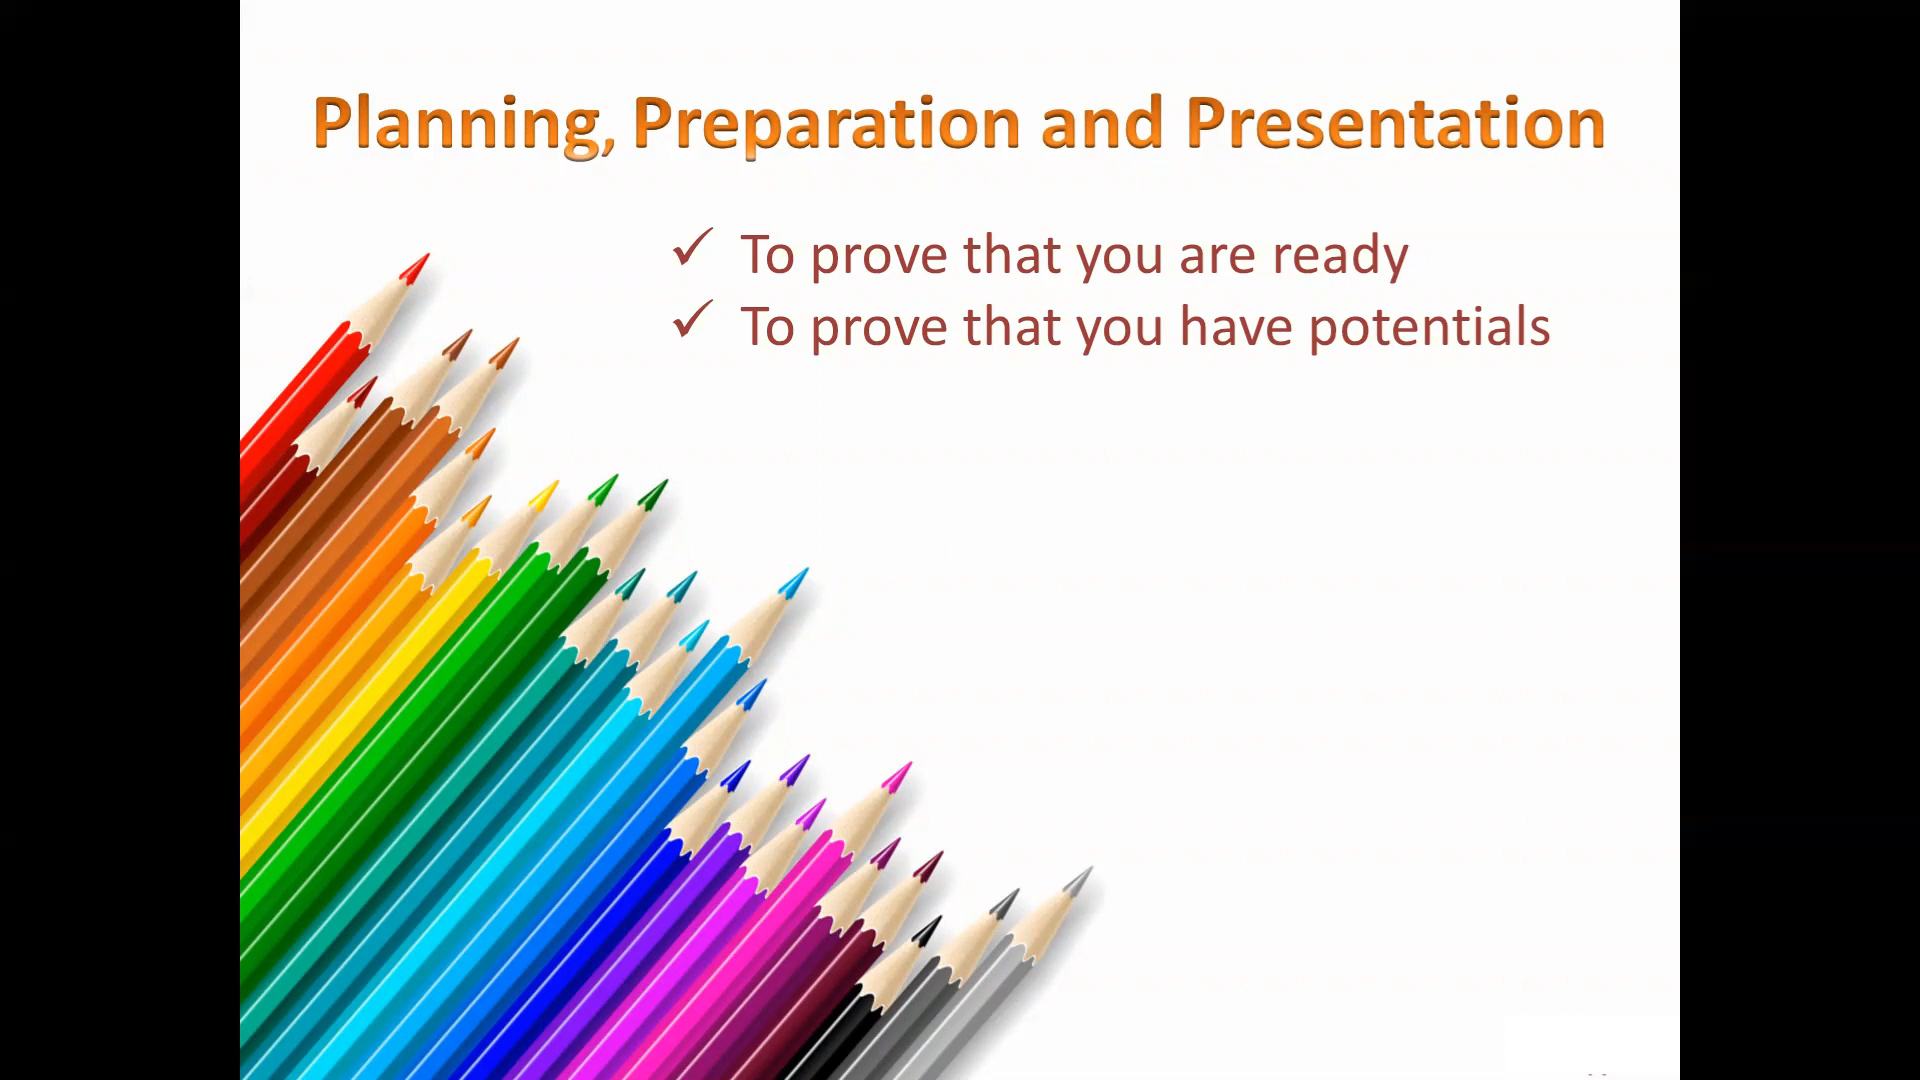 Planning, Preparation and Presentation
✓ To prove that you are ready
✓ To prove that you have potentials